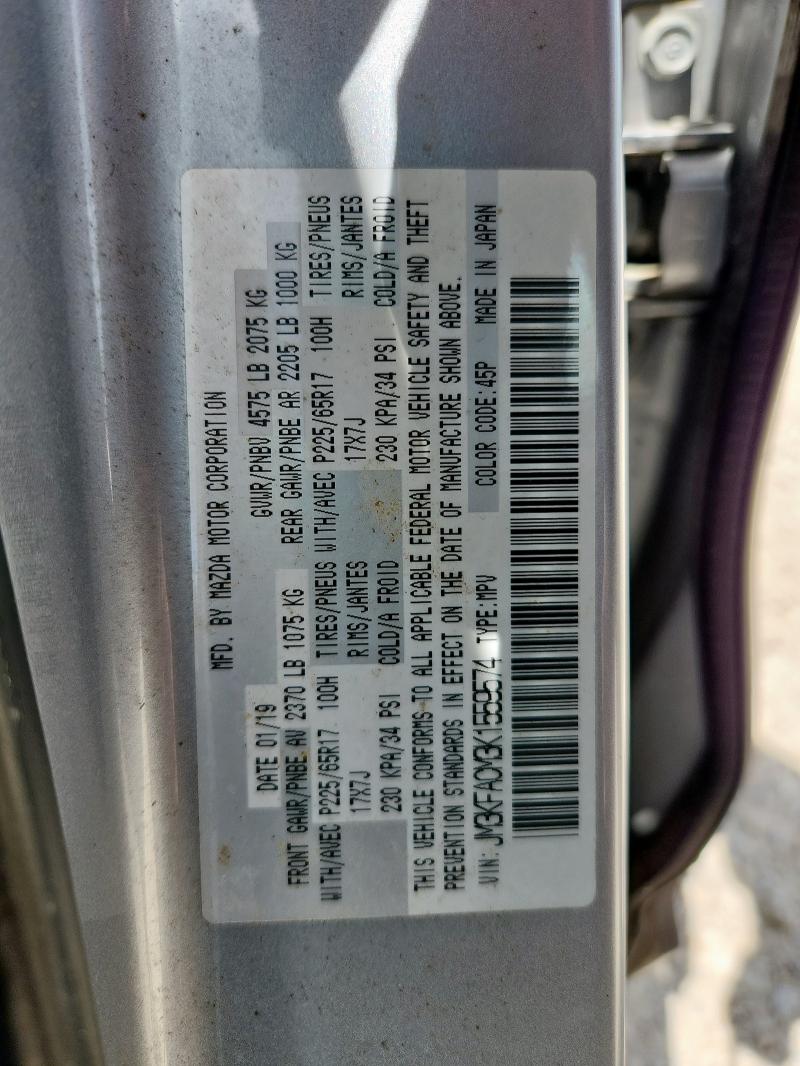 MFD. BY MAZDA MOTOR CORPORATION
DATE 01/19 GVWR/PNBV 4575 LB 2075 KG
FRONT GAWR/PNBE AV 2370 LB 1075 KG REAR GAWR/PNBE AR 2205 LB 1000 KG
WITH/AVEC P225/65R17 100H TIRES/PNEUS WITH/AVEC P225/65R17 100H TIRES/PNEUS
17X7J RIMS/JANTES 17X7J RIMS/JANTES
230 KPA/34 PSI COLD/A FROID 230 KPA/34 PSI COLD/A FROID
THIS VEHICLE CONFORMS TO ALL APPLICABLE FEDERAL MOTOR VEHICLE SAFETY AND THEFT
PREVENTION STANDARDS IN EFFECT ON THE DATE OF MANUFACTURE SHOWN ABOVE.
VIN: JM3KFACM3K1559574 TYPE:MPV COLOR CODE:45P MADE IN JAPAN